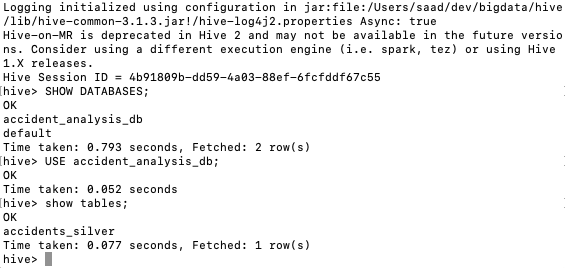 Logging initialized using configuration in jar:file:/Users/saad/dev/bigdata/hive
/lib/hive-common-3.1.3.jar!/hive-log4j2.properties Async: true
Hive-on-MR is deprecated in Hive 2 and may not be available in the future versio
ns. Consider using a different execution engine (i.e. spark, tez) or using Hive
1.X releases.
Hive Session ID = 4b91809b-dd59-4a03-88ef-6fcfddf67c55
[hive> SHOW DATABASES;
OK
accident_analysis_db
default
Time taken: 0.793 seconds, Fetched: 2 row(s)
[hive> USE accident_analysis_db;
OK
Time taken: 0.052 seconds
[hive> show tables;
OK
accidents_silver
Time taken: 0.077 seconds, Fetched: 1 row(s)
hive>